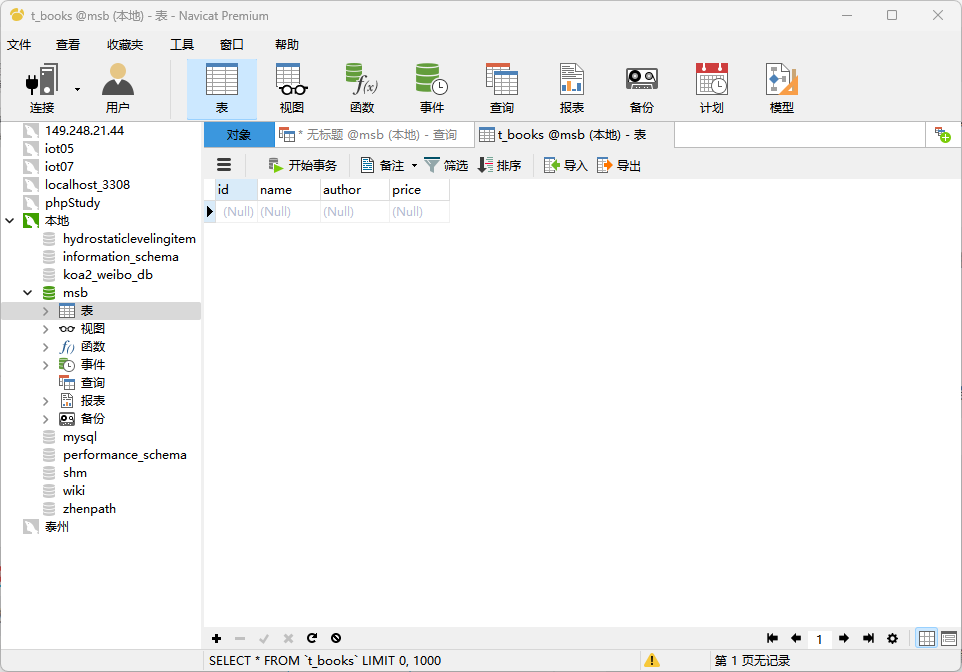 t_books @msb (本地) - 表 - Navicat Premium
文件 查看 收藏夹 工具 窗口 帮助
连接 用户 表 视图 函数 事件 查询 报表 备份 计划 模型
对象 * 无标题 @msb (本地) - 查询 t_books @msb (本地) - 表
开始事务 备注 筛选 排序 导入 导出
id name author price
(Null) (Null) (Null) (Null)
149.248.21.44
iot05
iot07
localhost_3308
phpStudy
本地
hydrostaticlevelingitem
information_schema
koa2_weibo_db
msb
表
视图
f() 函数
事件
查询
报表
备份
mysql
performance_schema
shm
wiki
zhenpath
泰州
1
SELECT * FROM `t_books` LIMIT 0, 1000 第 1 页无记录